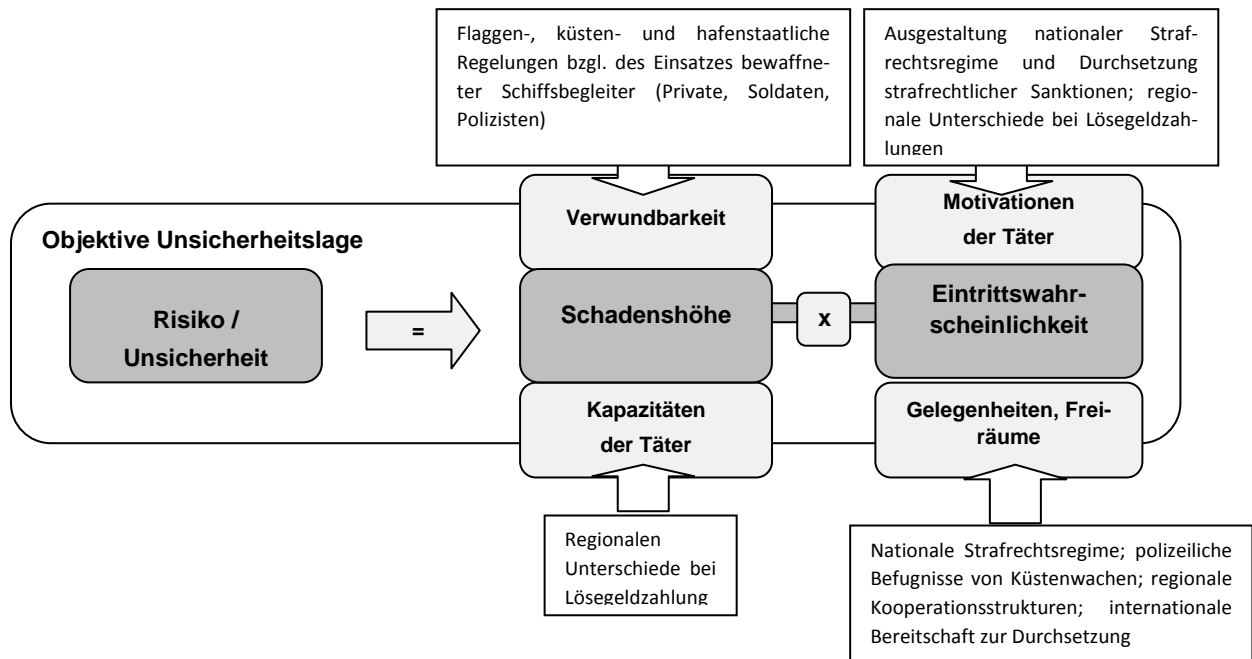 Flaggen-, küsten- und hafenstaatliche
Regelungen bzgl. des Einsatzes bewaffne-
ter Schiffsbegleiter (Private, Soldaten,
Polizisten)
Ausgestaltung nationaler Straf-
rechtsregime und Durchsetzung
strafrechtlicher Sanktionen; regio-
nale Unterschiede bei Lösegeldzah-
lungen
Verwundbarkeit
Motivationen
der Täter
Objektive Unsicherheitslage
Risiko /
Unsicherheit
=
Schadenshöhe
x
Eintrittswahr-
scheinlichkeit
Kapazitäten
der Täter
Gelegenheiten, Frei-
räume
Regionalen
Unterschiede bei
Lösegeldzahlung
Nationale Strafrechtsregime; polizeiliche
Befugnisse von Küstenwachen; regionale
Kooperationsstrukturen; internationale
Bereitschaft zur Durchsetzung